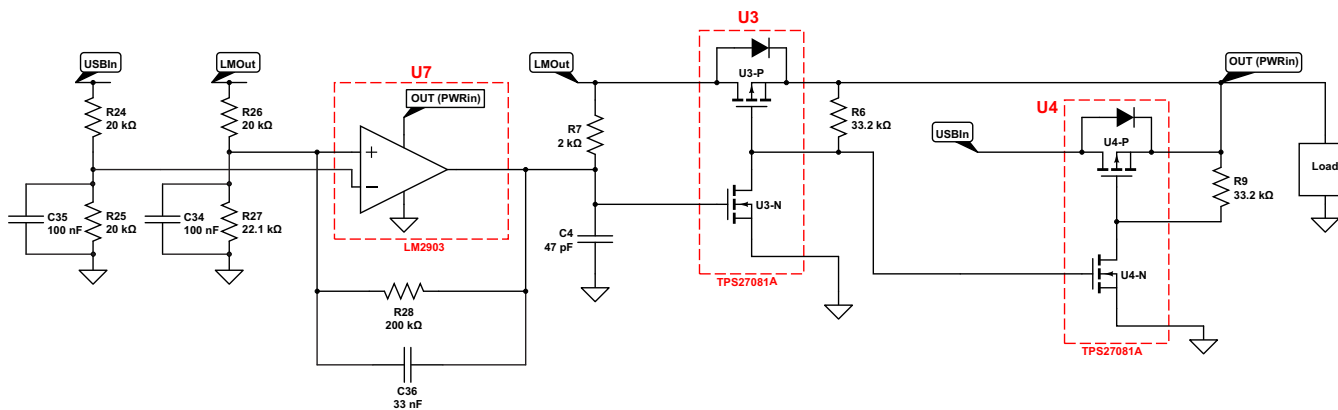 USBIn
R24
20 kΩ
C35
100 nF
R25
20 kΩ
LMOut
R26
20 kΩ
C34
100 nF
R27
22.1 kΩ
U7
OUT (PWRin)
+
−
LM2903
R28
200 kΩ
C36
33 nF
LMOut
R7
2 kΩ
C4
47 pF
U3
U3-P
U3-N
TPS27081A
R6
33.2 kΩ
USBIn
U4
U4-P
U4-N
TPS27081A
OUT (PWRin)
R9
33.2 kΩ
Load